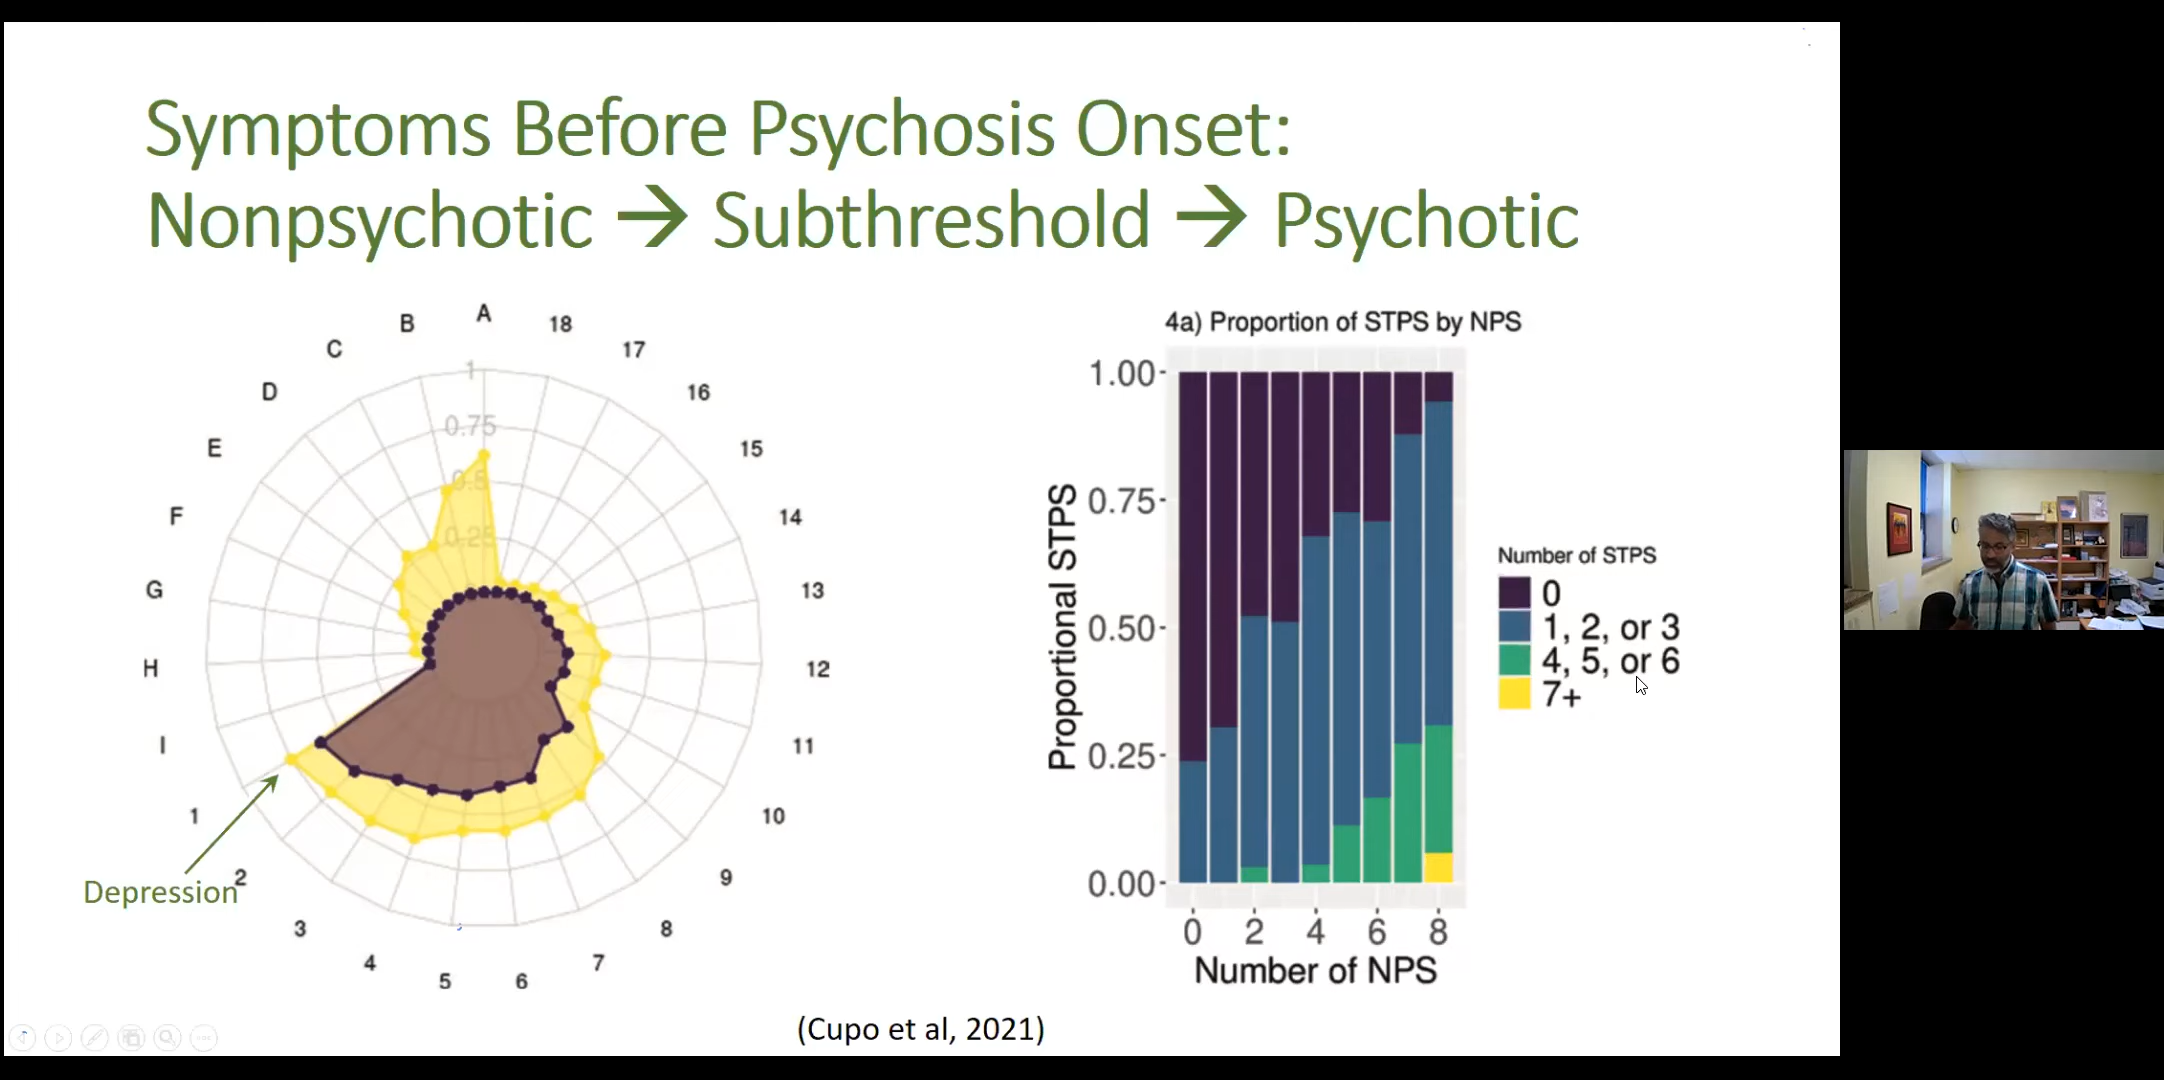 Symptoms Before Psychosis Onset:
Nonpsychotic → Subthreshold → Psychotic
A
B
C
D
E
F
G
H
I
1
2
3
4
5
6
7
8
9
10
11
12
13
14
15
16
17
18
1
0.75
0.5
0.25
Depression
4a) Proportion of STPS by NPS
Proportional STPS
1.00
0.75
0.50
0.25
0.00
0 2 4 6 8
Number of NPS
Number of STPS
0
1, 2, or 3
4, 5, or 6
7+
(Cupo et al, 2021)